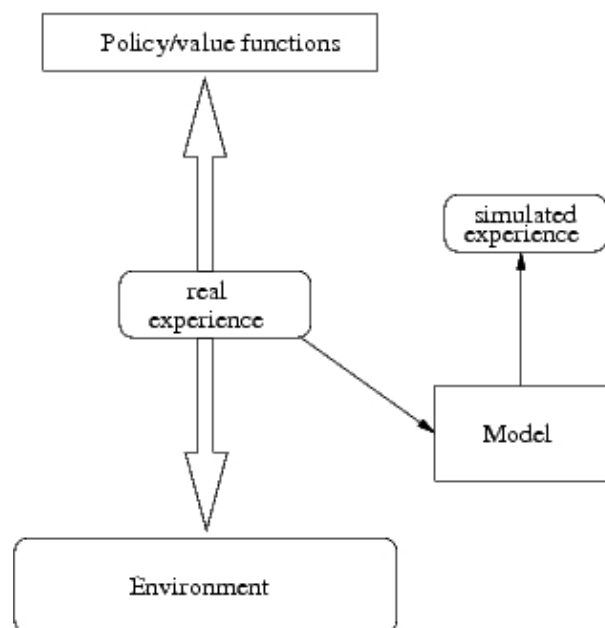 Policy/value functions
simulated
experience
real
experience
Model
Environment